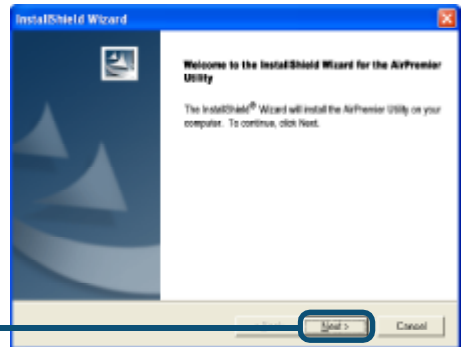 InstallShield Wizard
Welcome to the InstallShield Wizard for the AirPremier
Utility
The InstallShield® Wizard will install the AirPremier Utility on your
computer. To continue, click Next.
< Back
Next >
Cancel